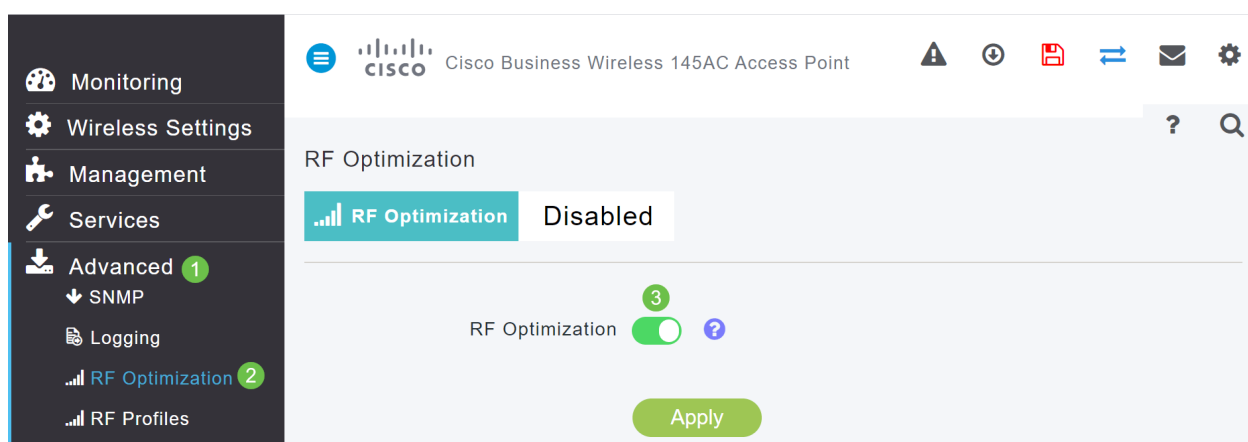 Monitoring
Wireless Settings
Management
Services
Advanced 1
SNMP
Logging
RF Optimization 2
RF Profiles
CISCO Cisco Business Wireless 145AC Access Point
?
RF Optimization
RF Optimization Disabled
3
RF Optimization ?
Apply